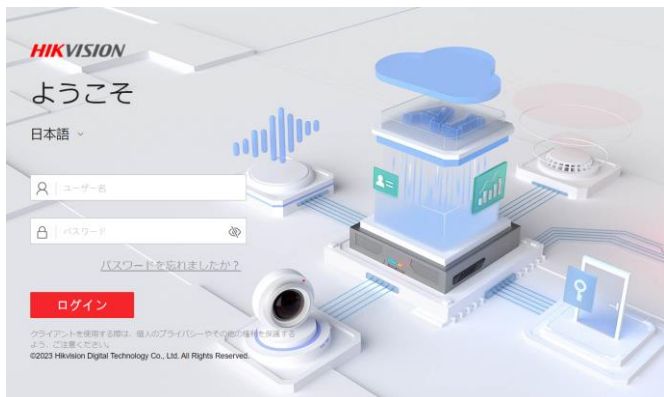 HIKVISION
ようこそ
日本語
ユーザー名
パスワード
パスワードを忘れましたか？
ログイン
クライアントを使用する際は、個人のプライバシーやその他の権利を保護する
よう、ご注意ください。
©2023 Hikvision Digital Technology Co., Ltd. All Rights Reserved.
AI